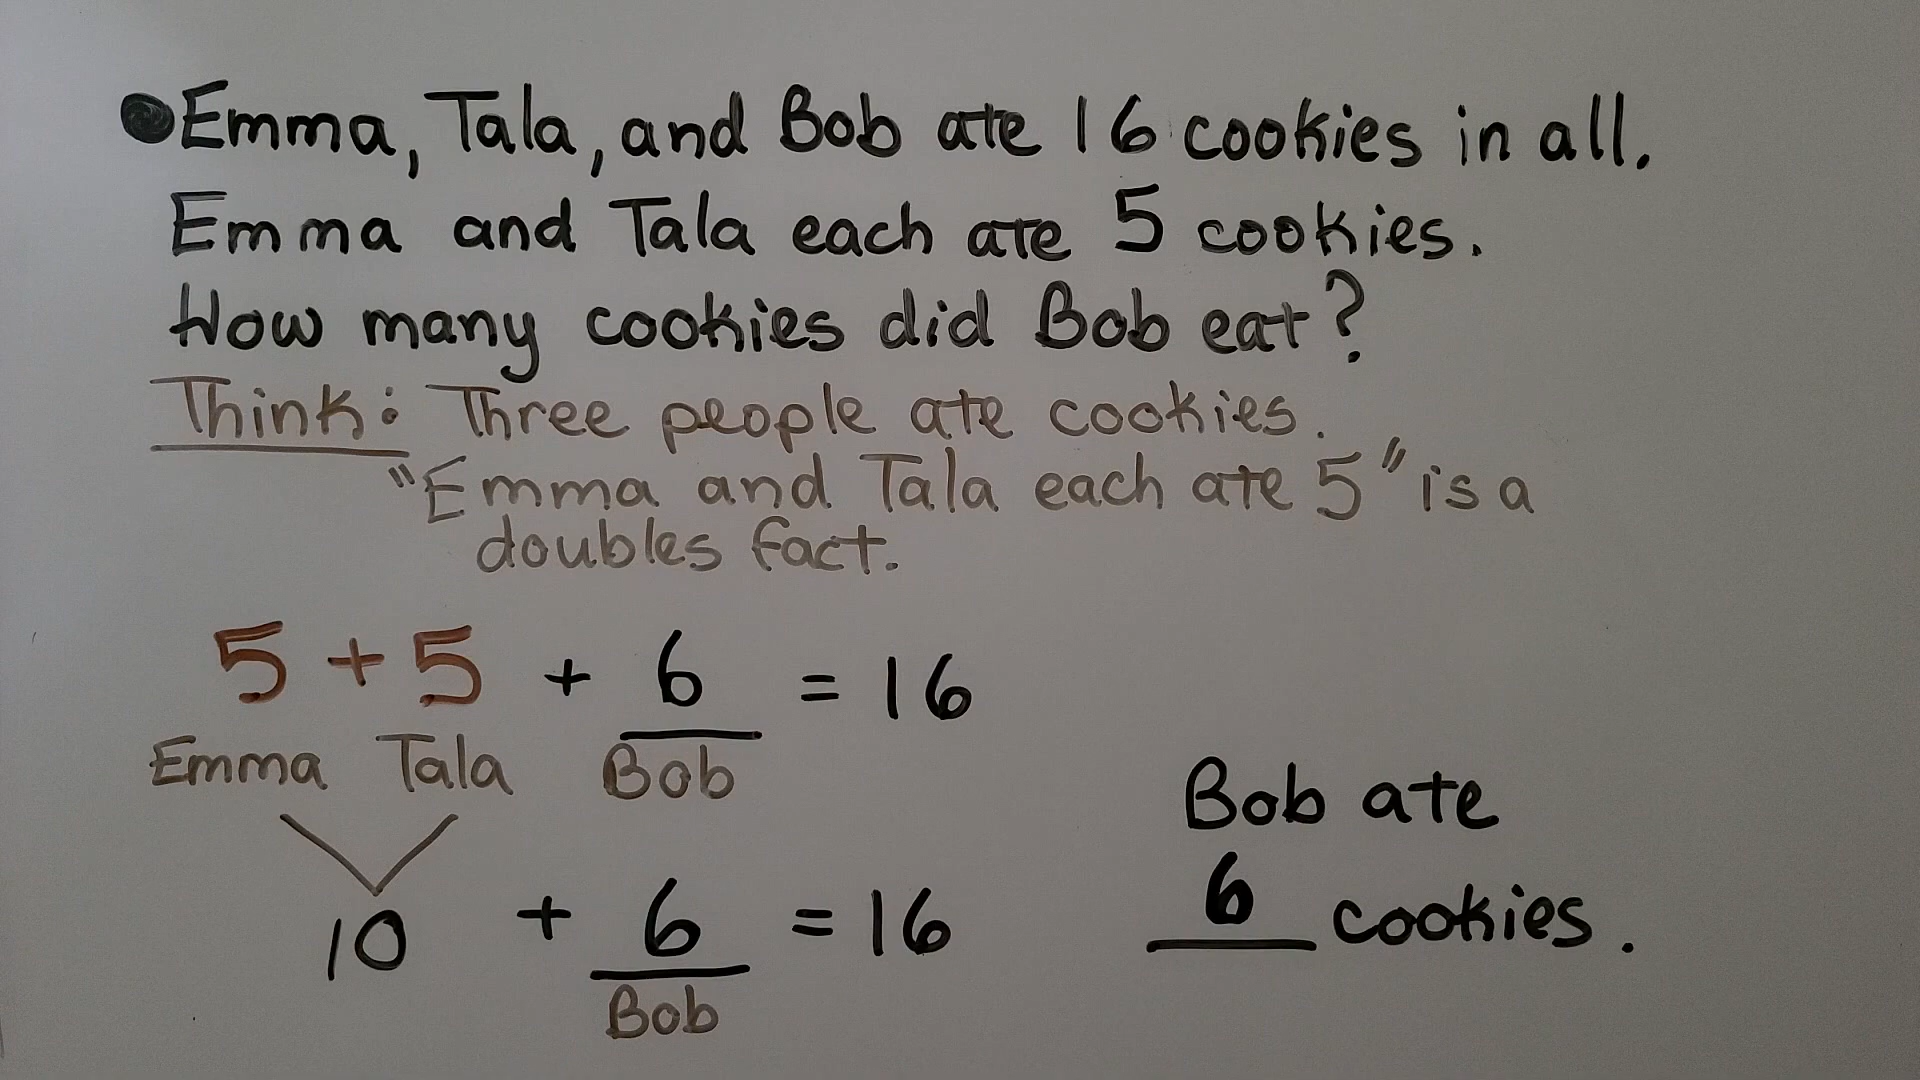 Emma, Tala, and Bob ate 16 cookies in all.
Emma and Tala each ate 5 cookies.
How many cookies did Bob eat?
Think: Three people ate cookies.
"Emma and Tala each ate 5" is a
doubles fact.
5 + 5 + 6 = 16
Emma Tala Bob
10 + 6 = 16
Bob
Bob ate
6 cookies.